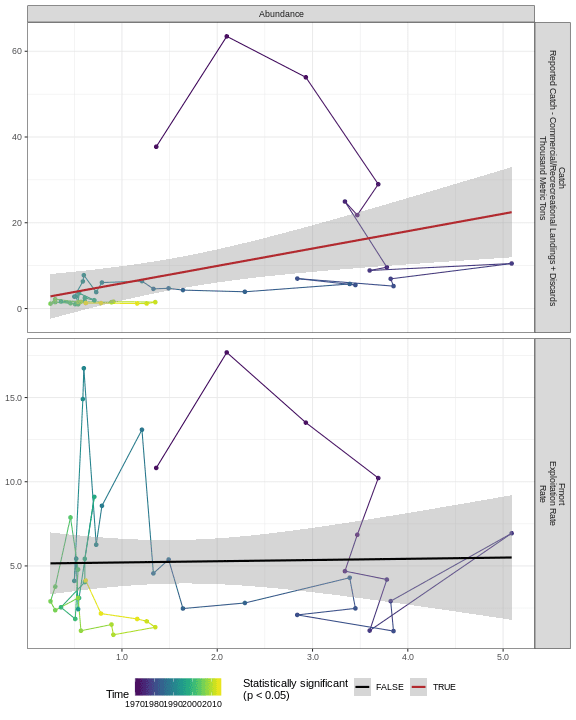 Abundance
60
40
20
0
Catch
Reported Catch - Commercial/Recreational Landings + Discards
Thousand Metric Tons
15.0
10.0
5.0
Fmort
Exploitation Rate
Rate
1.0 2.0 3.0 4.0 5.0
Time
19701980199020002010
Statistically significant
(p < 0.05)
FALSE
TRUE